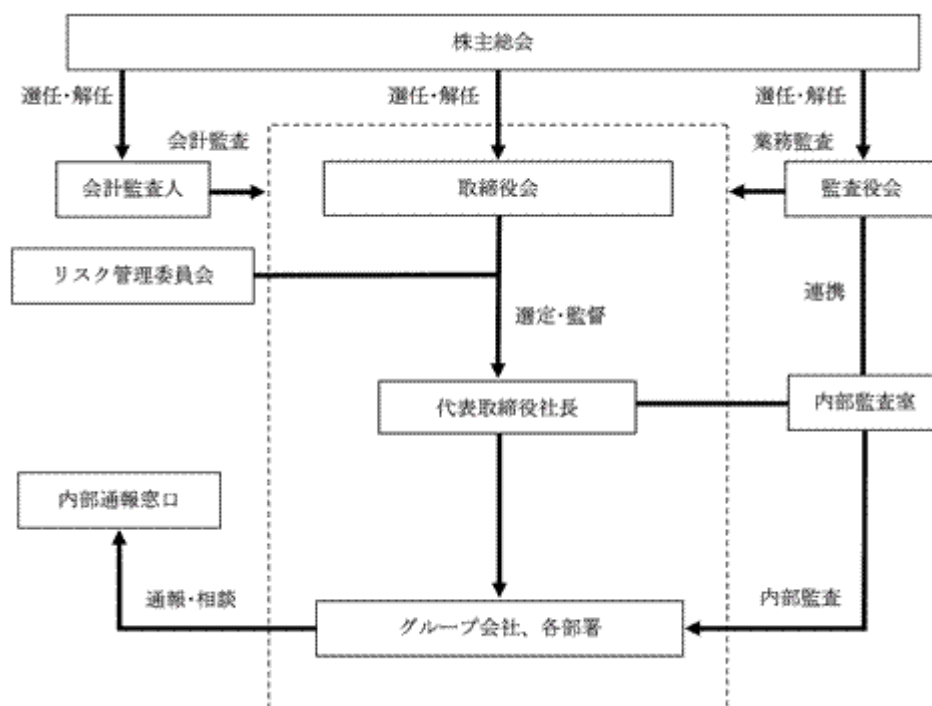 株主総会
選任・解任
選任・解任
選任・解任
会計監査
業務監査
会計監査人
取締役会
監査役会
リスク管理委員会
連携
選定・監督
代表取締役社長
内部監査室
内部通報窓口
通報・相談
内部監査
グループ会社、各部署